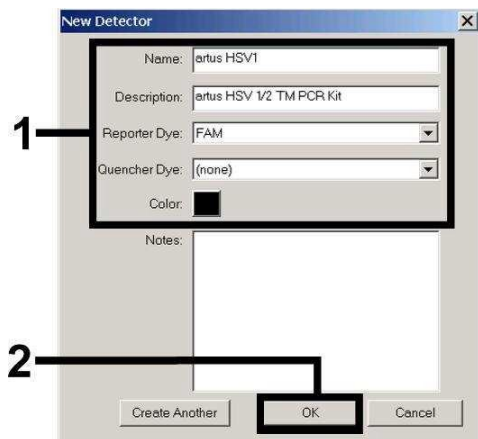 New Detector
Name: artus HSV1
Description: artus HSV 1/2 TM PCR Kit
1
Reporter Dye: FAM
Quencher Dye: (none)
Color:
Notes:
2
Create Another OK Cancel